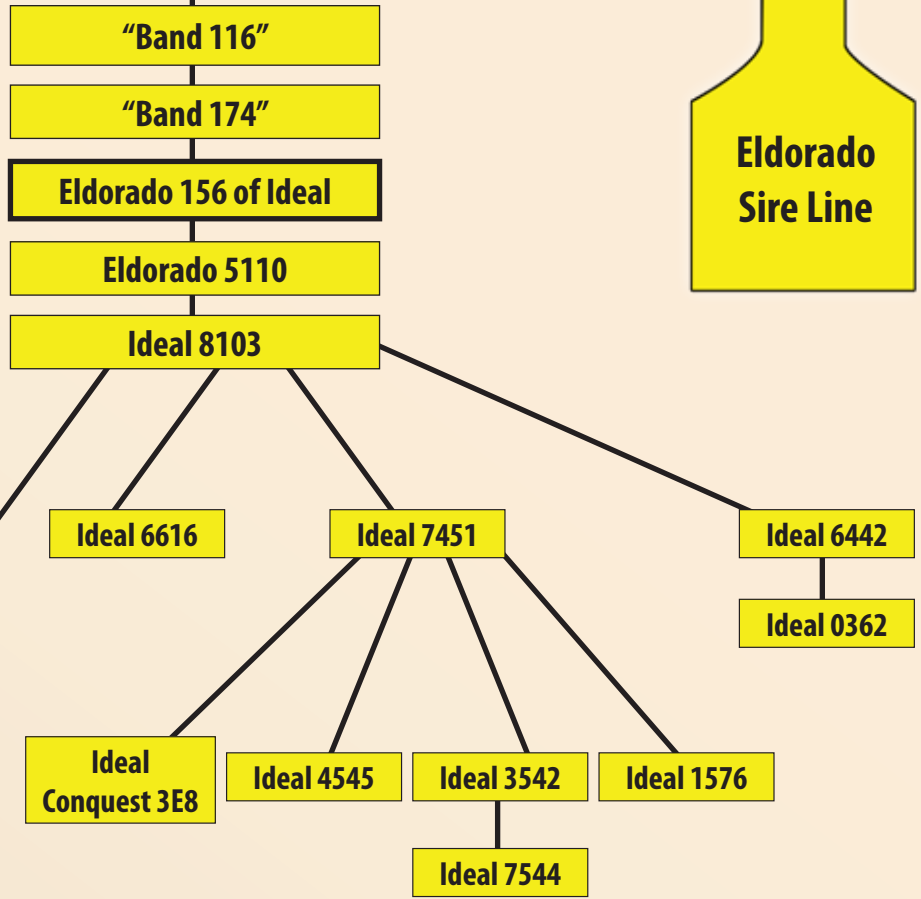 “Band 116”
“Band 174”
Eldorado 156 of Ideal
Eldorado 5110
Ideal 8103
Eldorado
Sire Line
Ideal 6616
Ideal 7451
Ideal 6442
Ideal 0362
Ideal
Conquest 3E8
Ideal 4545
Ideal 3542
Ideal 1576
Ideal 7544